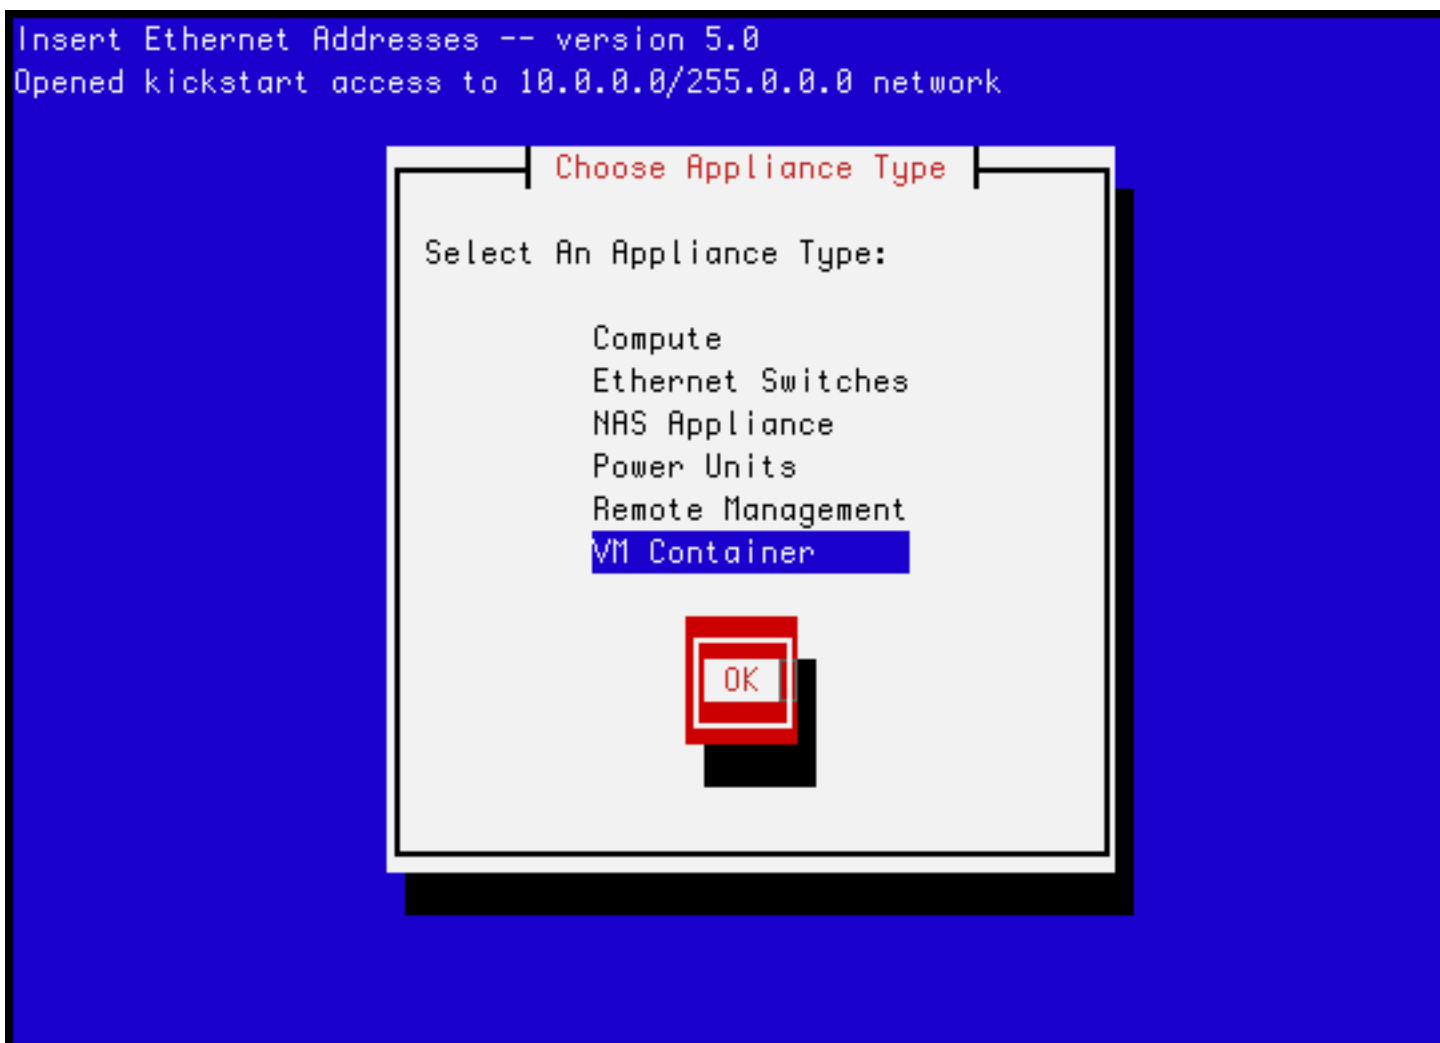 Insert Ethernet Addresses -- version 5.0
Opened kickstart access to 10.0.0.0/255.0.0.0 network
Choose Appliance Type
Select An Appliance Type:
Compute
Ethernet Switches
NAS Appliance
Power Units
Remote Management
VM Container
OK